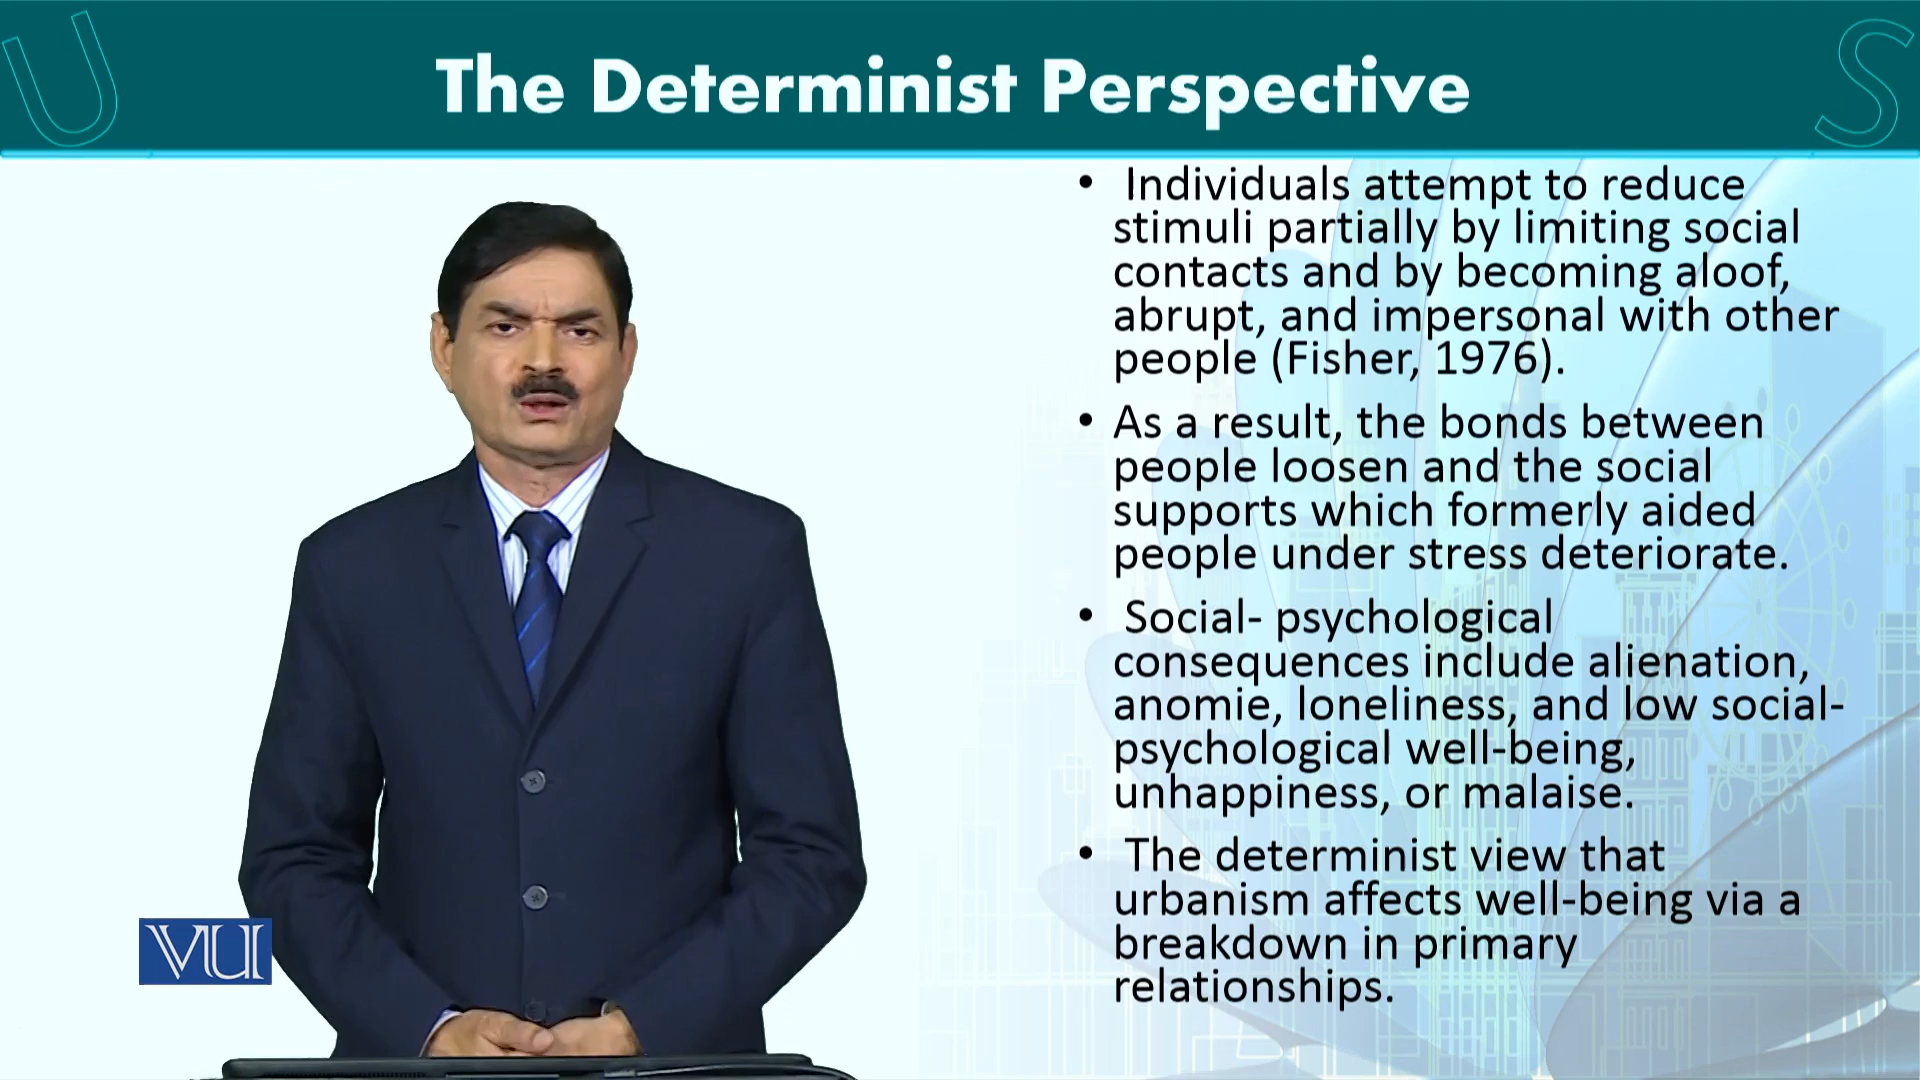 U
S
The Determinist Perspective
• Individuals attempt to reduce
stimuli partially by limiting social
contacts and by becoming aloof,
abrupt, and impersonal with other
people (Fisher, 1976).
• As a result, the bonds between
people loosen and the social
supports which formerly aided
people under stress deteriorate.
• Social- psychological
consequences include alienation,
anomie, loneliness, and low social-
psychological well-being,
unhappiness, or malaise.
• The determinist view that
urbanism affects well-being via a
breakdown in primary
relationships.
VU